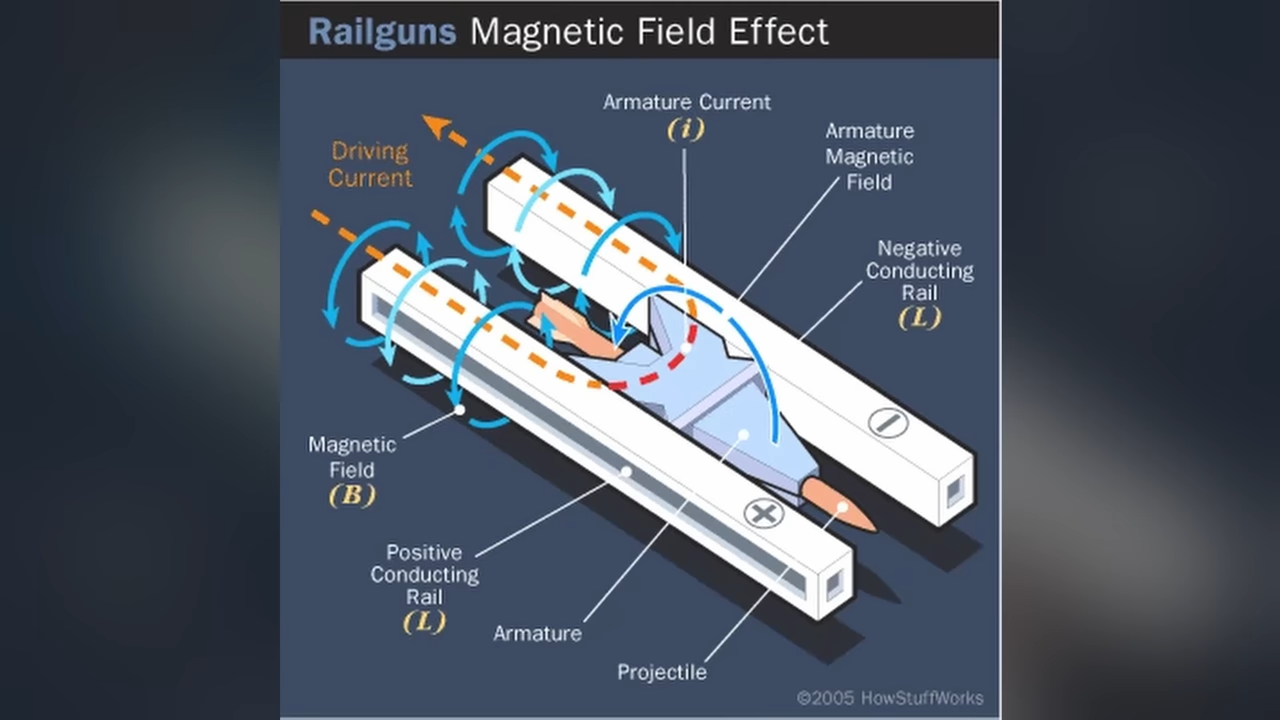 Railguns Magnetic Field Effect
Armature Current
(i)
Armature
Magnetic
Field
Driving
Current
Negative
Conducting
Rail
(L)
Magnetic
Field
(B)
Positive
Conducting
Rail
(L)
Armature
Projectile
©2005 HowStuffWorks